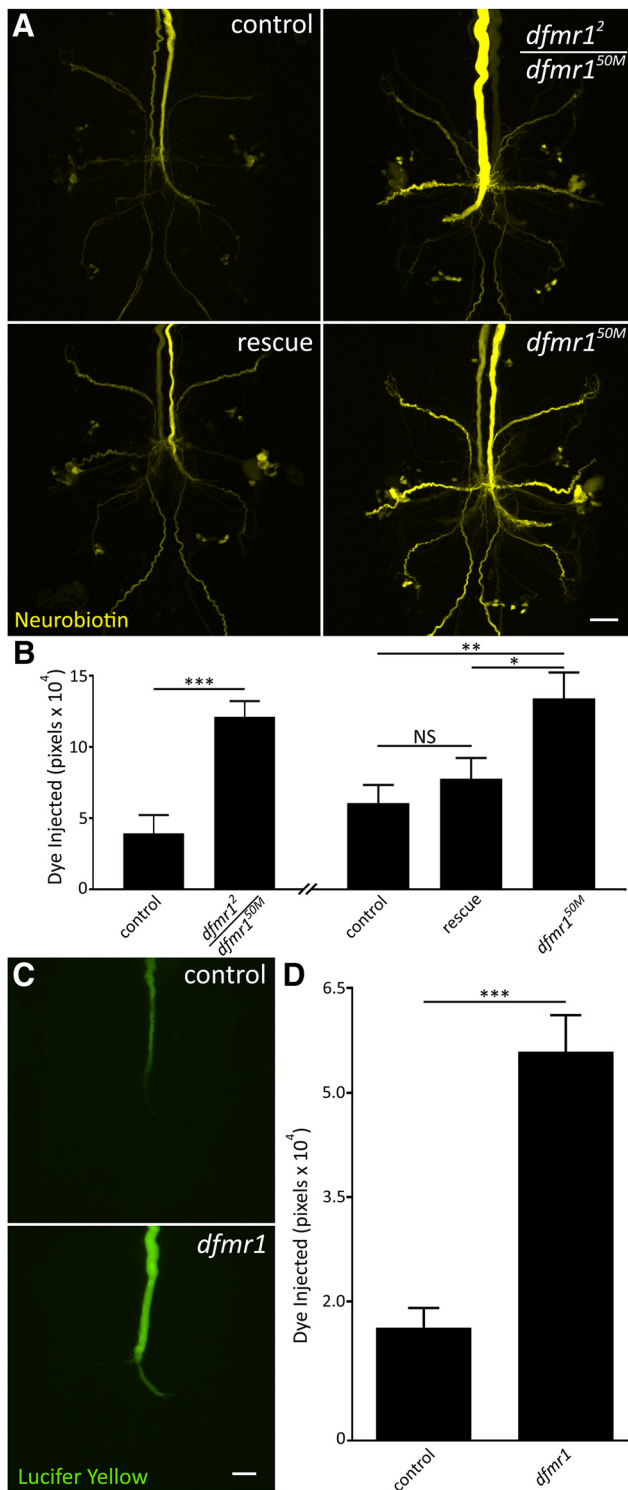 A
control
dfmr1²
dfmr1⁵⁰ᴹ
rescue
dfmr1⁵⁰ᴹ
Neurobiotin
B
Dye Injected (pixels x 10⁴)
15
10
5
0
***
**
*
NS
control
dfmr1²
dfmr1⁵⁰ᴹ
control
rescue
dfmr1⁵⁰ᴹ
C
control
dfmr1
Lucifer Yellow
D
Dye Injected (pixels x 10⁴)
6.5
5.0
3.5
2.0
0
***
control
dfmr1